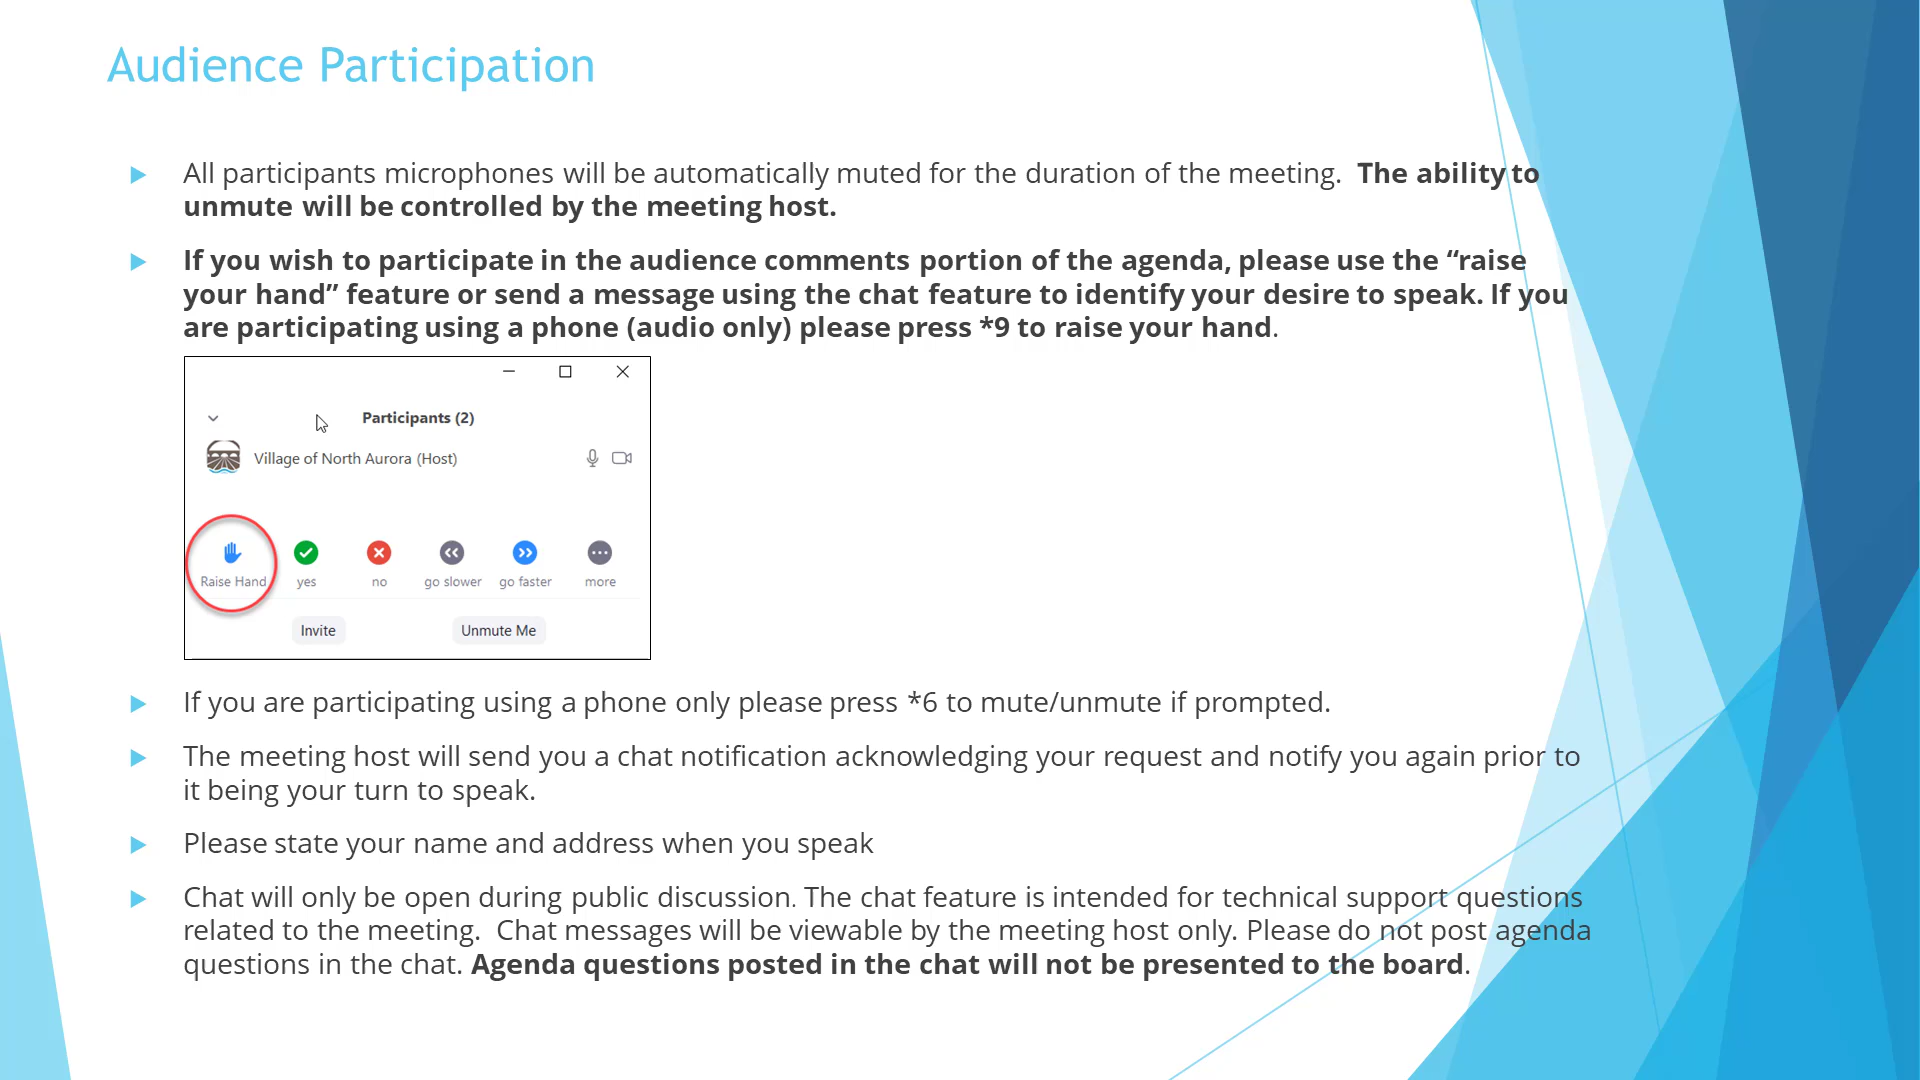 Audience Participation
All participants microphones will be automatically muted for the duration of the meeting.  The ability to
unmute will be controlled by the meeting host.
If you wish to participate in the audience comments portion of the agenda, please use the “raise
your hand” feature or send a message using the chat feature to identify your desire to speak. If you
are participating using a phone (audio only) please press *9 to raise your hand.
Participants (2)
Village of North Aurora (Host)
Raise Hand yes no go slower go faster more
Invite Unmute Me
If you are participating using a phone only please press *6 to mute/unmute if prompted.
The meeting host will send you a chat notification acknowledging your request and notify you again prior to
it being your turn to speak.
Please state your name and address when you speak
Chat will only be open during public discussion. The chat feature is intended for technical support questions
related to the meeting.  Chat messages will be viewable by the meeting host only. Please do not post agenda
questions in the chat. Agenda questions posted in the chat will not be presented to the board.